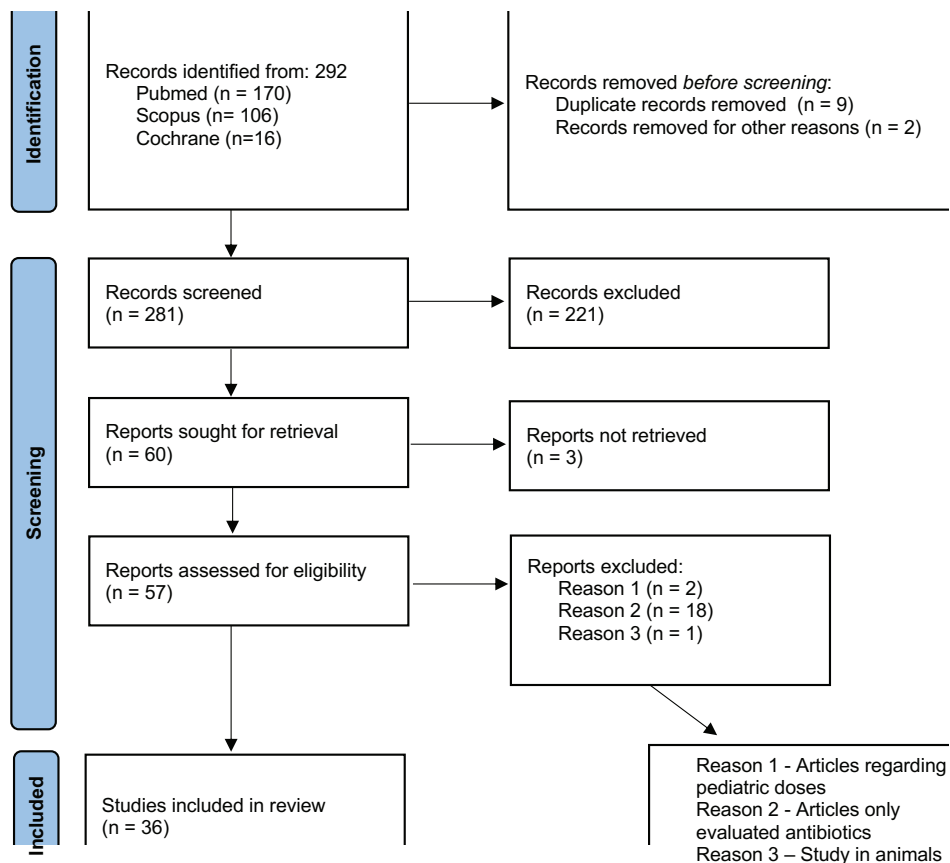 Identification
Records identified from: 292
Pubmed (n = 170)
Scopus (n= 106)
Cochrane (n=16)
Records removed before screening:
Duplicate records removed (n = 9)
Records removed for other reasons (n = 2)
Screening
Records screened
(n = 281)
Records excluded
(n = 221)
Reports sought for retrieval
(n = 60)
Reports not retrieved
(n = 3)
Reports assessed for eligibility
(n = 57)
Reports excluded:
Reason 1 (n = 2)
Reason 2 (n = 18)
Reason 3 (n = 1)
Included
Studies included in review
(n = 36)
Reason 1 - Articles regarding
pediatric doses
Reason 2 - Articles only
evaluated antibiotics
Reason 3 – Study in animals